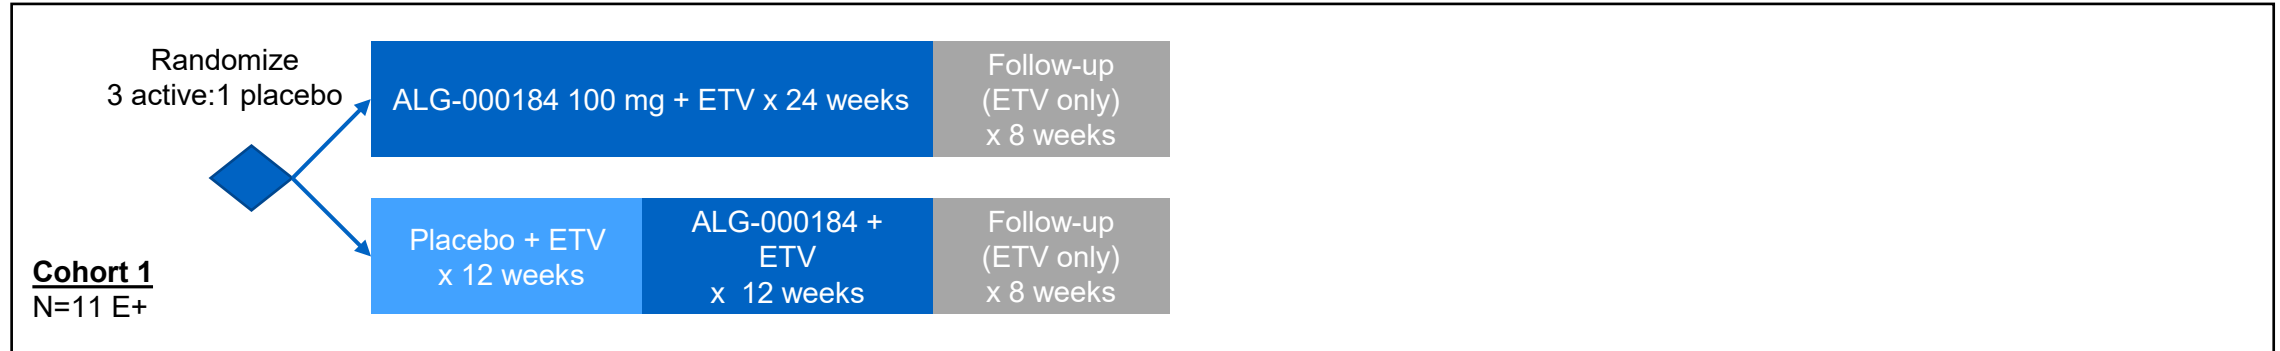 Randomize
3 active:1 placebo
ALG-000184 100 mg + ETV x 24 weeks
Follow-up
(ETV only)
x 8 weeks
Placebo + ETV
x 12 weeks
ALG-000184 +
ETV
x 12 weeks
Follow-up
(ETV only)
x 8 weeks
Cohort 1
N=11 E+